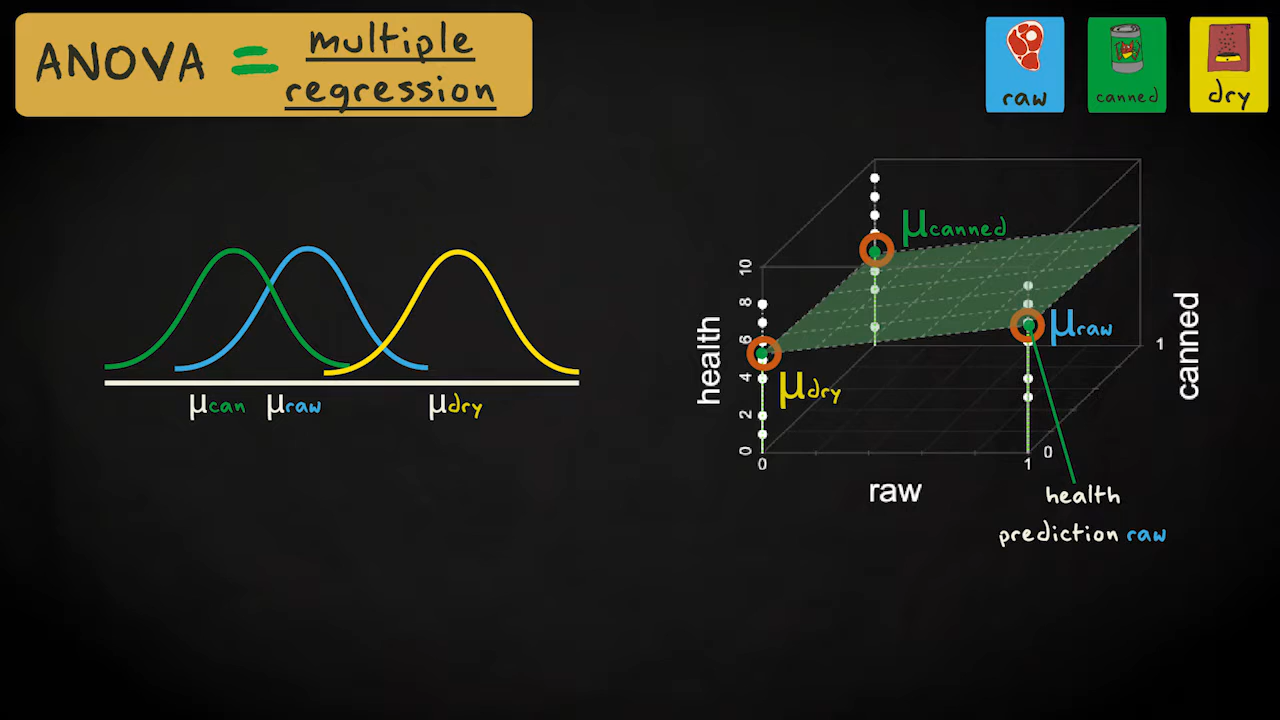 ANOVA = multiple
regression
raw
canned
dry
μcan μraw μdry
μcanned
μraw
μdry
health
10
8
6
4
2
0
0
1
raw
0
1
canned
health
prediction raw